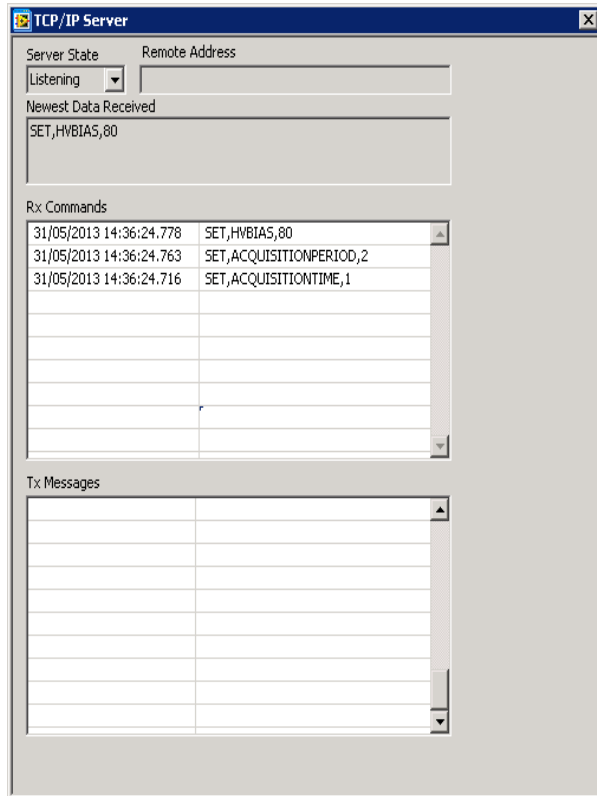 TCP/IP Server
Server State Remote Address
Listening
Newest Data Received
SET,HVBIAS,80
Rx Commands
31/05/2013 14:36:24.778 SET,HVBIAS,80
31/05/2013 14:36:24.763 SET,ACQUISITIONPERIOD,2
31/05/2013 14:36:24.716 SET,ACQUISITIONTIME,1
Tx Messages